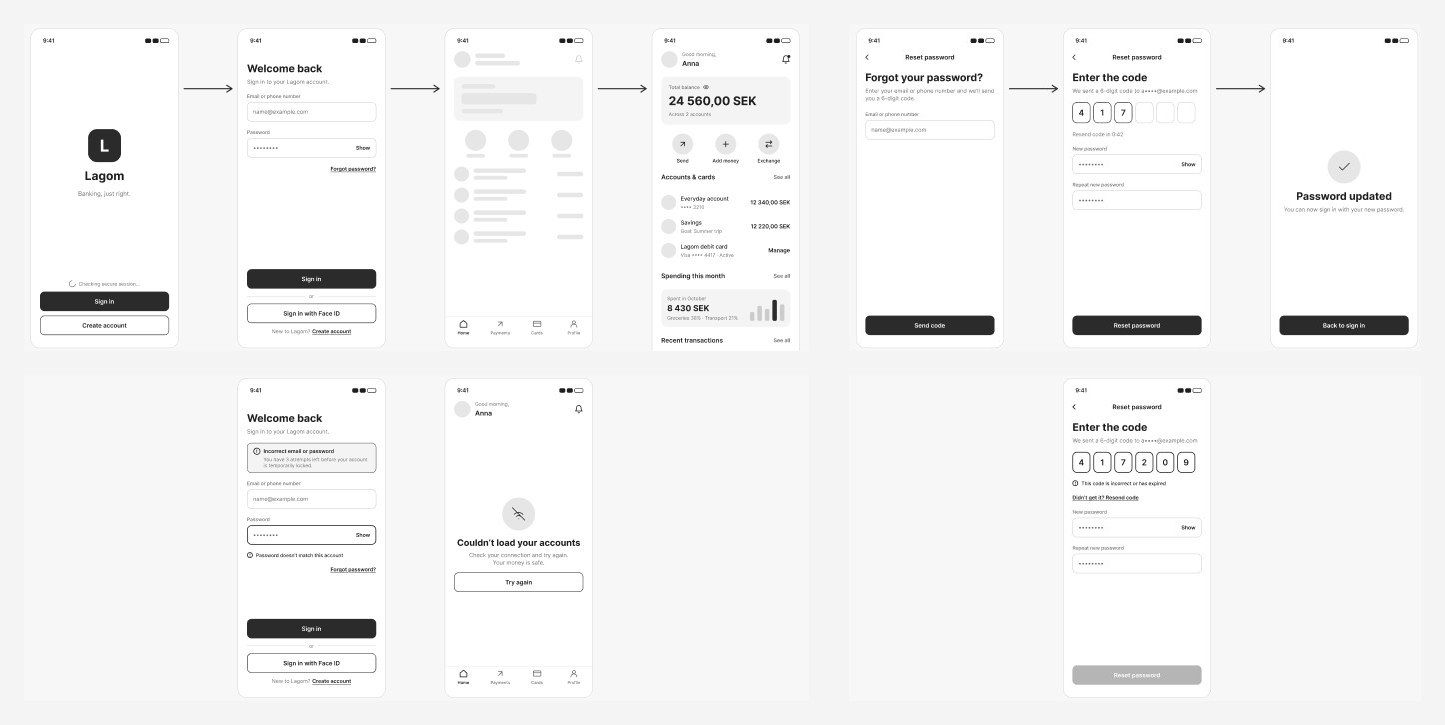 9:41
L
Lagom
Banking, just right.
Checking secure session...
Sign in
Create account
9:41
Welcome back
Sign in to your Lagom account.
Email or phone number
name@example.com
Password
•••••••• Show
Forgot password?
Sign in
or
Sign in with Face ID
New to Lagom? Create account
9:41
Home Payments Cards Profile
9:41
Good morning,
Anna
Total balance
24 560,00 SEK
Across 2 accounts
Send Add money Exchange
Accounts & cards See all
Everyday account 12 340,00 SEK
•••• 3210
Savings 12 220,00 SEK
Goal: Summer trip
Lagom debit card Manage
Visa •••• 4417 · Active
Spending this month See all
Spent in October
8 430 SEK
Groceries 36% · Transport 21%
Recent transactions See all
9:41
Reset password
Forgot your password?
Enter your email or phone number and we'll send
you a 6-digit code.
Email or phone number
name@example.com
Send code
9:41
Reset password
Enter the code
We sent a 6-digit code to a••••@example.com
4 1 7
Resend code in 0:42
New password
•••••••• Show
Repeat new password
••••••••
Reset password
9:41
Password updated
You can now sign in with your new password.
Back to sign in
9:41
Welcome back
Sign in to your Lagom account.
Incorrect email or password
You have 3 attempts left before your account
is temporarily locked.
Email or phone number
name@example.com
Password
•••••••• Show
Password doesn't match this account
Forgot password?
Sign in
or
Sign in with Face ID
New to Lagom? Create account
9:41
Good morning,
Anna
Couldn't load your accounts
Check your connection and try again.
Your money is safe.
Try again
Home Payments Cards Profile
9:41
Reset password
Enter the code
We sent a 6-digit code to a••••@example.com
4 1 7 2 0 9
This code is incorrect or has expired
Didn't get it? Resend code
New password
•••••••• Show
Repeat new password
••••••••
Reset password